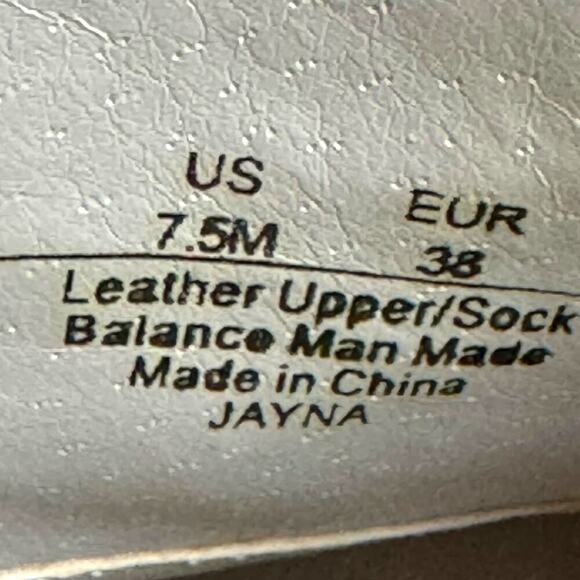 US EUR
7.5M 38
Leather Upper/Sock
Balance Man Made
Made in China
JAYNA